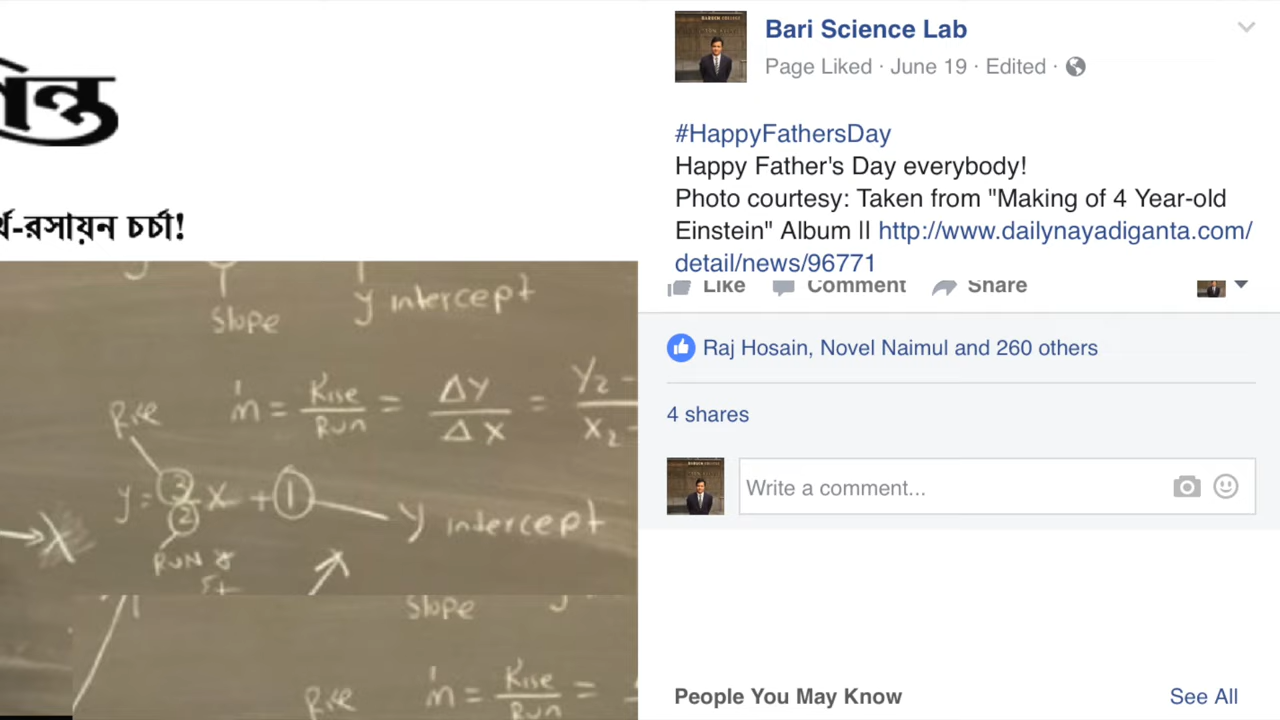 র্থ-রসায়ন চর্চা!
slope
y intercept
Rise
m = Rise/Run = ΔY/ΔX = Y2 -/X2 -
y = 3/2 x + 1
y intercept
X
RUN
Slope
Rise
m = Rise/Run =
Bari Science Lab
Page Liked · June 19 · Edited ·
#HappyFathersDay
Happy Father's Day everybody!
Photo courtesy: Taken from "Making of 4 Year-old
Einstein" Album || http://www.dailynayadiganta.com/
detail/news/96771
Like Comment Share
Raj Hosain, Novel Naimul and 260 others
4 shares
Write a comment...
People You May Know
See All